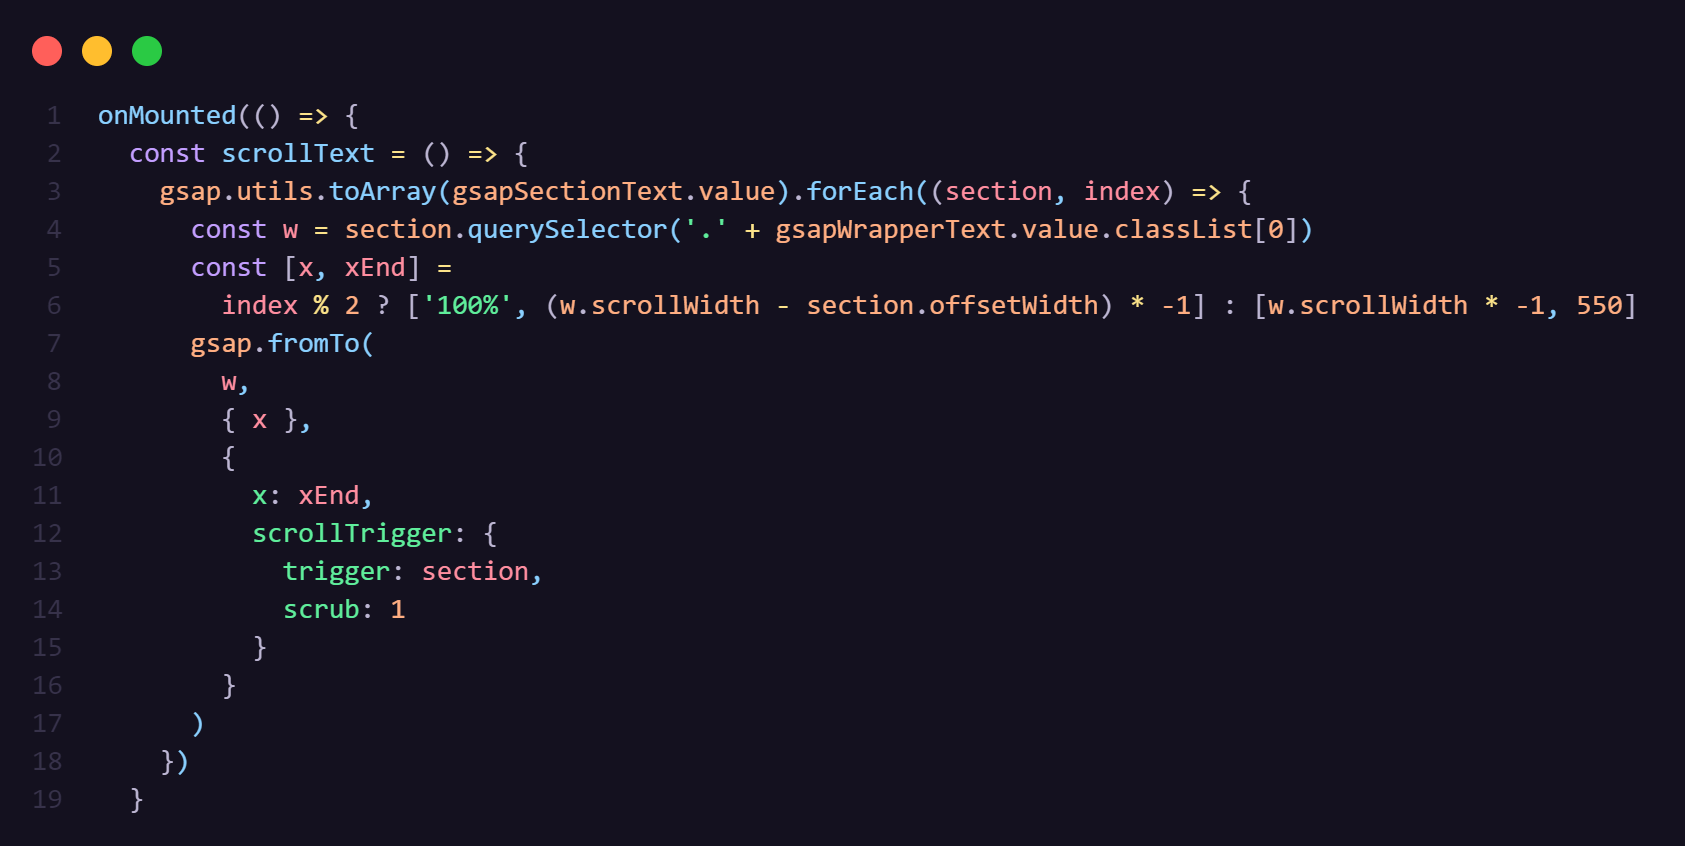 1 onMounted(() => {
2   const scrollText = () => {
3     gsap.utils.toArray(gsapSectionText.value).forEach((section, index) => {
4       const w = section.querySelector('.' + gsapWrapperText.value.classList[0])
5       const [x, xEnd] =
6         index % 2 ? ['100%', (w.scrollWidth - section.offsetWidth) * -1] : [w.scrollWidth * -1, 550]
7       gsap.fromTo(
8         w,
9         { x },
10         {
11           x: xEnd,
12           scrollTrigger: {
13             trigger: section,
14             scrub: 1
15           }
16         }
17       )
18     })
19   }